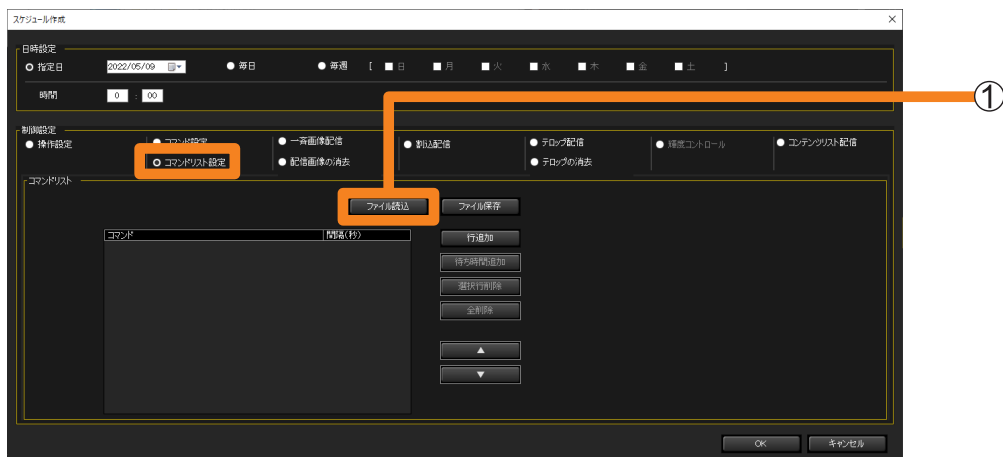 スケジュール作成
日時設定
指定日 2022/05/09 毎日 毎週 [ 日 月 火 水 木 金 土 ]
時間 0 : 00
①
制御設定
操作設定 コマンド設定 一斉画像配信 割込配信 テロップ配信 輝度コントロール コンテンツリスト配信
コマンドリスト設定 配信画像の消去 テロップの消去
コマンドリスト
ファイル読込 ファイル保存
コマンド 間隔(秒)
行追加
待ち時間追加
選択行削除
全削除
▲
▼
OK キャンセル